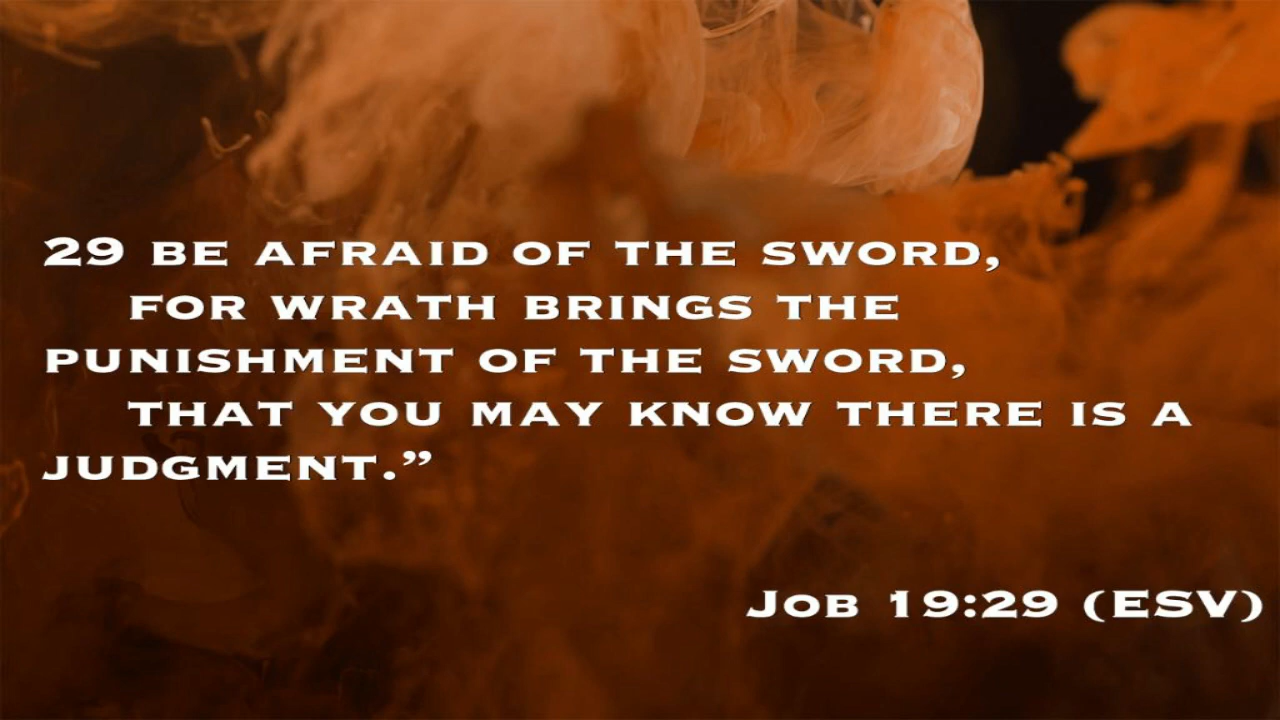 29 BE AFRAID OF THE SWORD,
FOR WRATH BRINGS THE
PUNISHMENT OF THE SWORD,
THAT YOU MAY KNOW THERE IS A
JUDGMENT.”
JOB 19:29 (ESV)